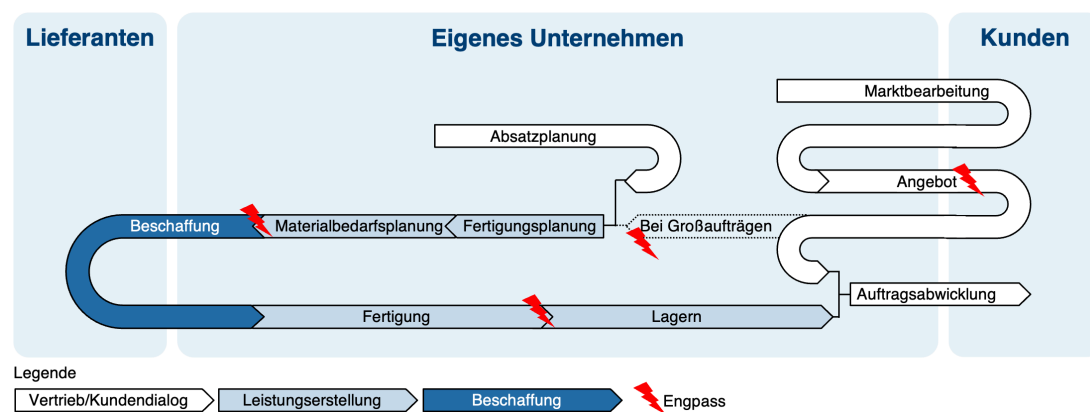 Lieferanten
Eigenes Unternehmen
Kunden
Marktbearbeitung
Absatzplanung
Angebot
Beschaffung
Materialbedarfsplanung
Fertigungsplanung
Bei Großaufträgen
Auftragsabwicklung
Fertigung
Lagern
Legende
Vertrieb/Kundendialog
Leistungserstellung
Beschaffung
Engpass